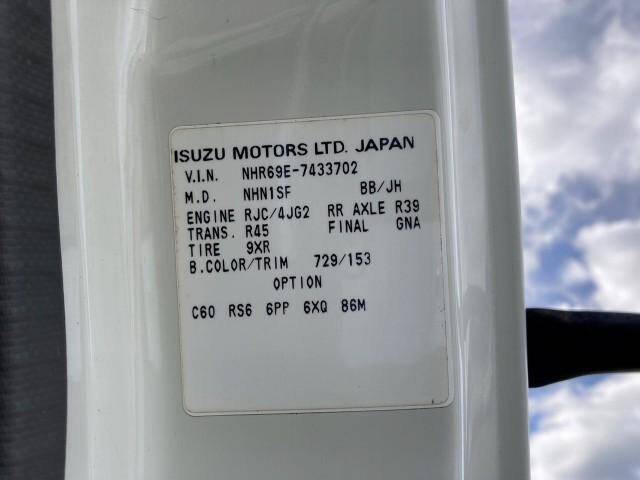 ISUZU MOTORS LTD. JAPAN
V.I.N. NHR69E-7433702
M.D. NHN1SF BB/JH
ENGINE RJC/4JG2 RR AXLE R39
TRANS. R45 FINAL GNA
TIRE 9XR
B.COLOR/TRIM 729/153
OPTION
C60 RS6 6PP 6XQ 86M